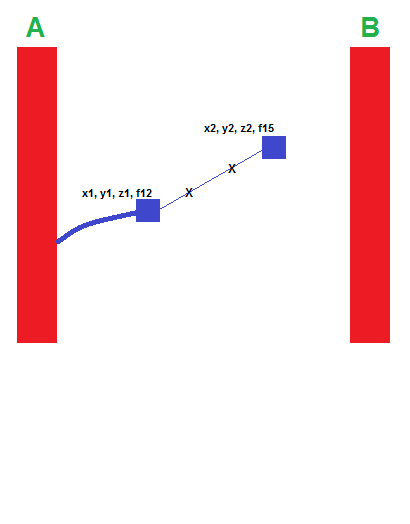 A
B
x2, y2, z2, f15
X
x1, y1, z1, f12
X